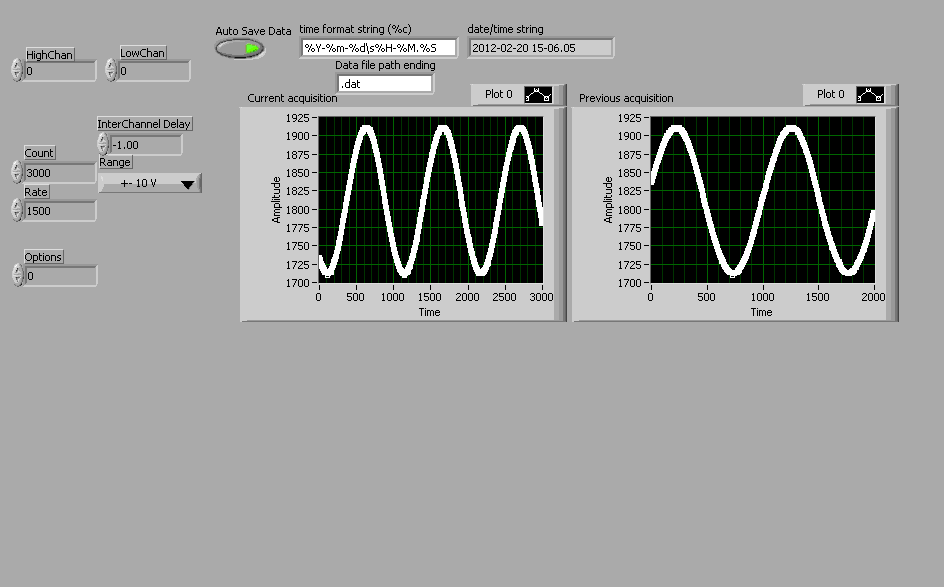 Auto Save Data
time format string (%c)
%Y-%m-%d\s%H-%M.%S
date/time string
2012-02-20 15-06.05
HighChan
0
LowChan
0
Data file path ending
.dat
InterChannel Delay
-1.00
Count
3000
Range
+- 10 V
Rate
1500
Options
0
Current acquisition
Plot 0
Amplitude
1925
1900
1875
1850
1825
1800
1775
1750
1725
1700
0 500 1000 1500 2000 2500 3000
Time
Previous acquisition
Plot 0
Amplitude
1925
1900
1875
1850
1825
1800
1775
1750
1725
1700
0 500 1000 1500 2000
Time